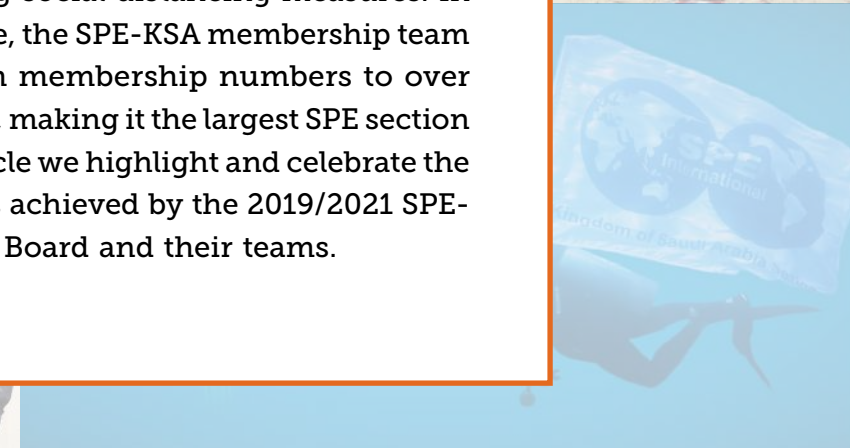 e, the SPE-KSA membership team
n membership numbers to over
making it the largest SPE section
cle we highlight and celebrate the
achieved by the 2019/2021 SPE-
Board and their teams.
SPE
International
Kingdom of Saudi Arabia